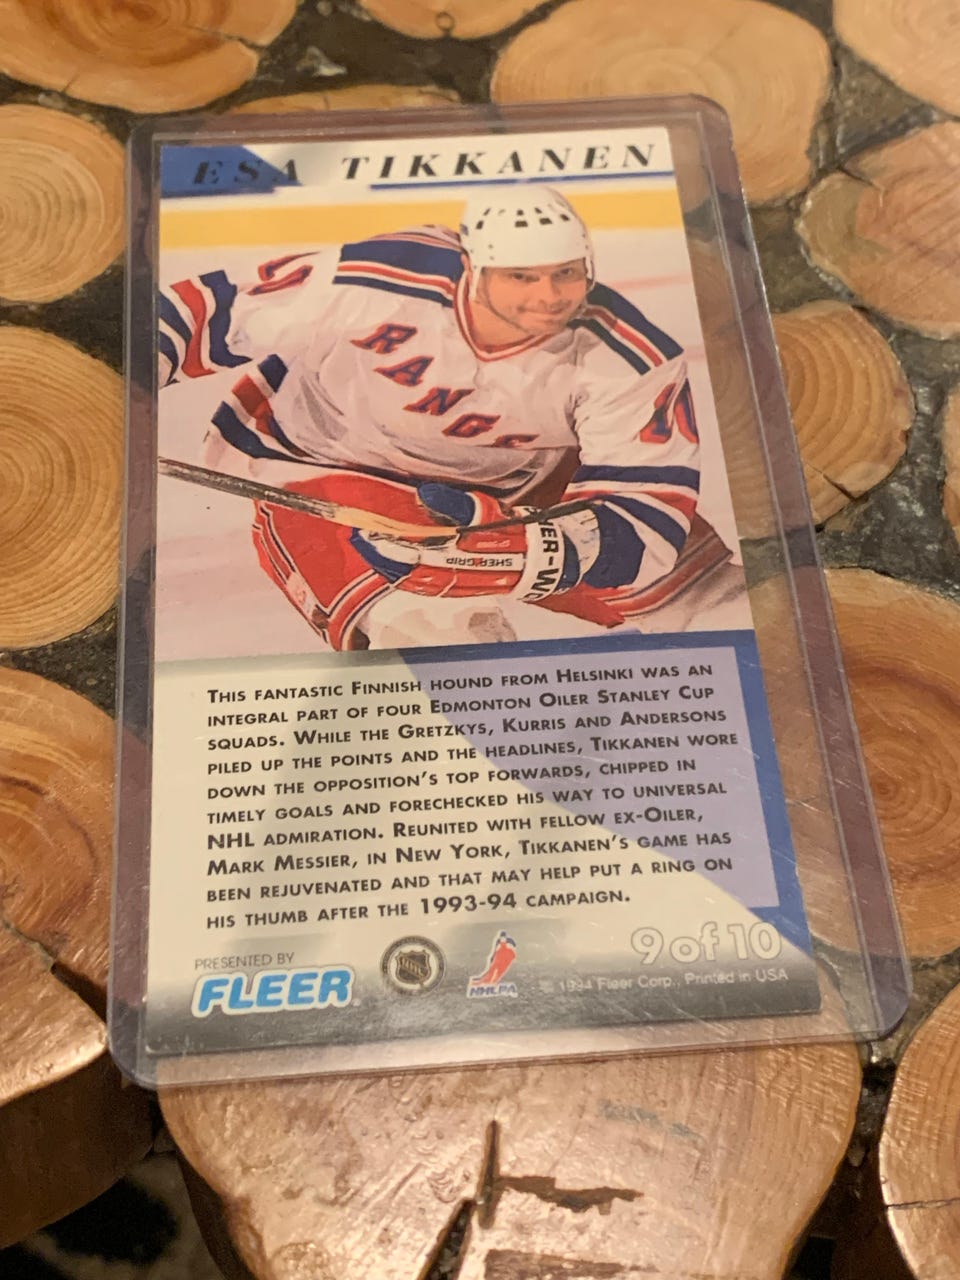 ESA TIKKANEN
RANGE
10
SHER-WO
SHER-GRIP
THIS FANTASTIC FINNISH HOUND FROM HELSINKI WAS AN
INTEGRAL PART OF FOUR EDMONTON OILER STANLEY CUP
SQUADS. WHILE THE GRETZKYS, KURRIS AND ANDERSONS
PILED UP THE POINTS AND THE HEADLINES, TIKKANEN WORE
DOWN THE OPPOSITION'S TOP FORWARDS, CHIPPED IN
TIMELY GOALS AND FORECHECKED HIS WAY TO UNIVERSAL
NHL ADMIRATION. REUNITED WITH FELLOW EX-OILER,
MARK MESSIER, IN NEW YORK, TIKKANEN'S GAME HAS
BEEN REJUVENATED AND THAT MAY HELP PUT A RING ON
HIS THUMB AFTER THE 1993-94 CAMPAIGN.
PRESENTED BY
FLEER
NHL
NHLPA
9 of 10
© 1994 Fleer Corp., Printed in USA